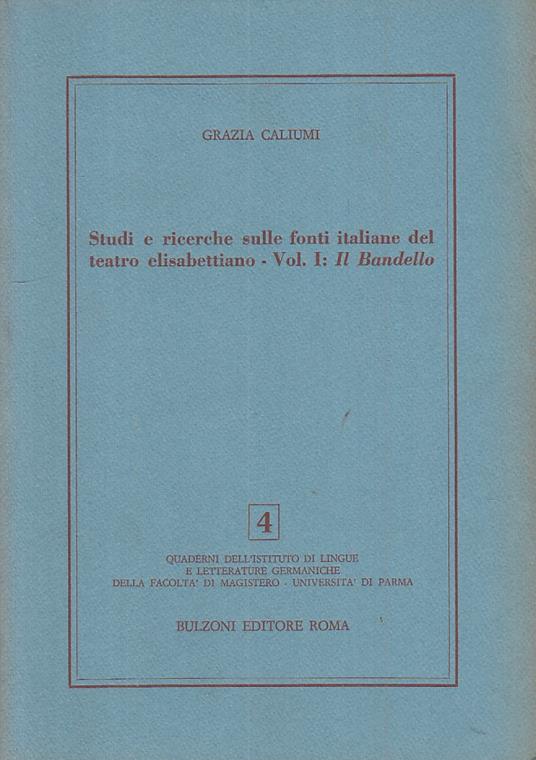 GRAZIA CALIUMI
Studi e ricerche sulle fonti italiane del
teatro elisabettiano - Vol. I: Il Bandello
4
QUADERNI DELL'ISTITUTO DI LINGUE
E LETTERATURE GERMANICHE
DELLA FACOLTA' DI MAGISTERO - UNIVERSITA' DI PARMA
BULZONI EDITORE ROMA